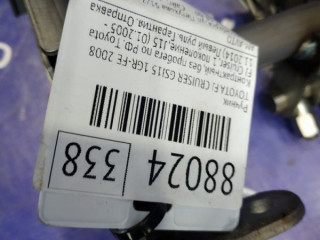 Ручник
TOYOTA FJ CRUISER GSJ15 1GR-FE 2008
Контрактный, без пробега по РФ. Toyota
FJ Cruiser 1 поколение, J15 (01.2005 -
11.2014) Левый руль Гарантия. Отправка
88024
338